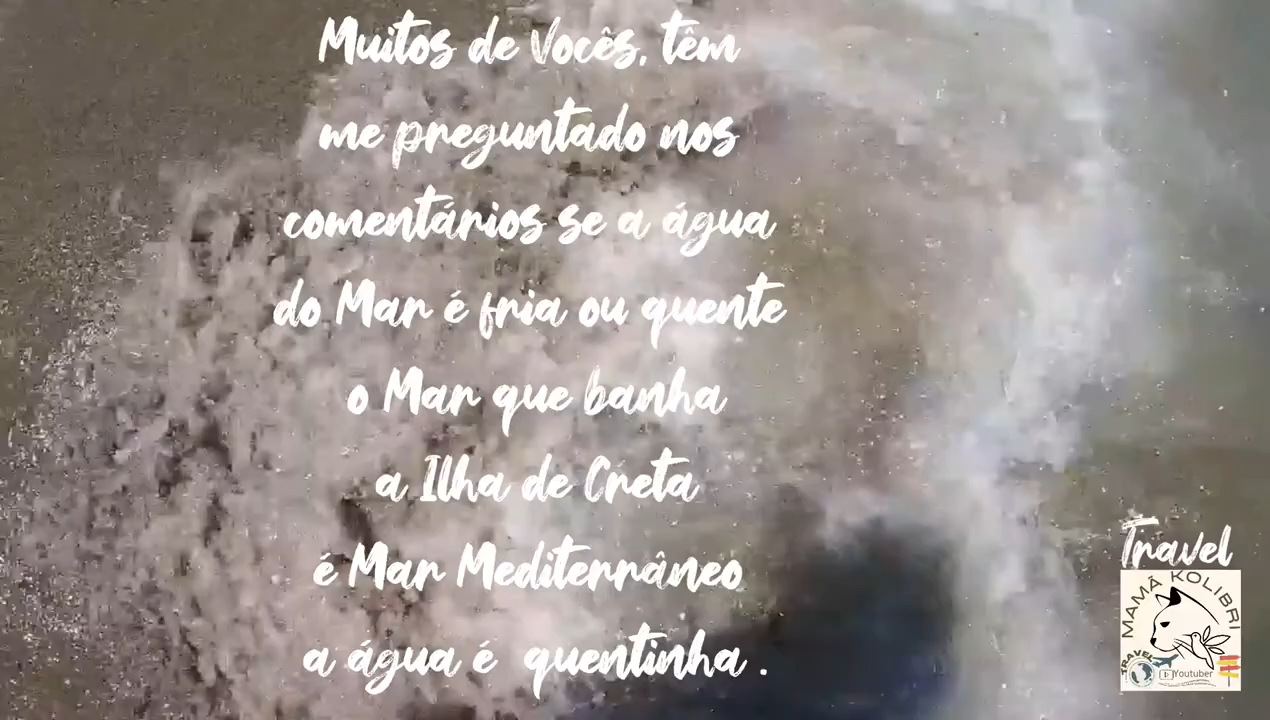 Muitos de Vocês, têm
me preguntado nos
comentários se a água
do Mar é fria ou quente
o Mar que banha
a Ilha de Creta
é Mar Mediterrâneo
a água é quentinha .
Travel
MAMÃ KOLIBRI
TRAVEL
Youtuber